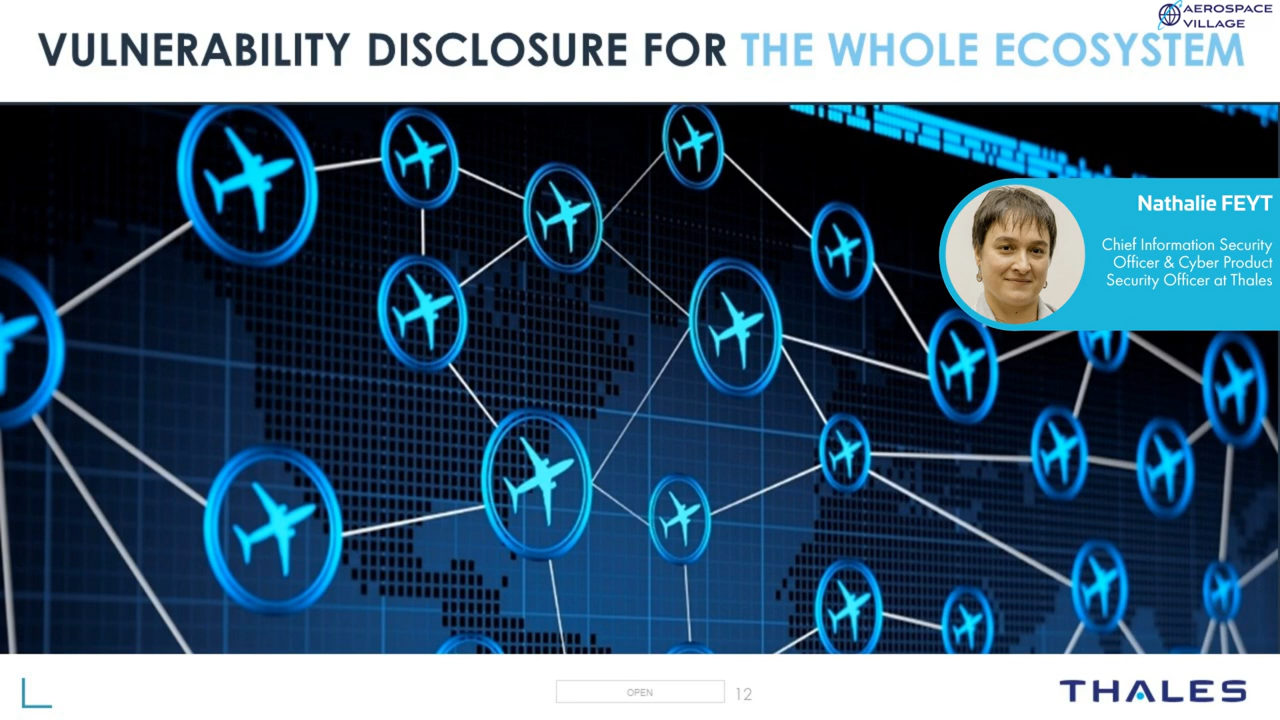 AEROSPACE
VILLAGE
VULNERABILITY DISCLOSURE FOR THE WHOLE ECOSYSTEM
Nathalie FEYT
Chief Information Security
Officer & Cyber Product
Security Officer at Thales
OPEN
12
THALES